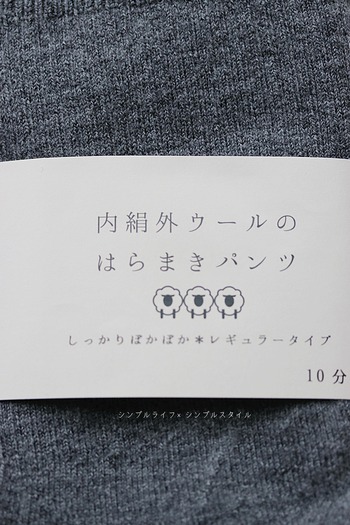 内絹外ウールの
はらまきパンツ
しっかりぽかぽか＊レギュラータイプ
10分
シンプルライフ× シンプルスタイル